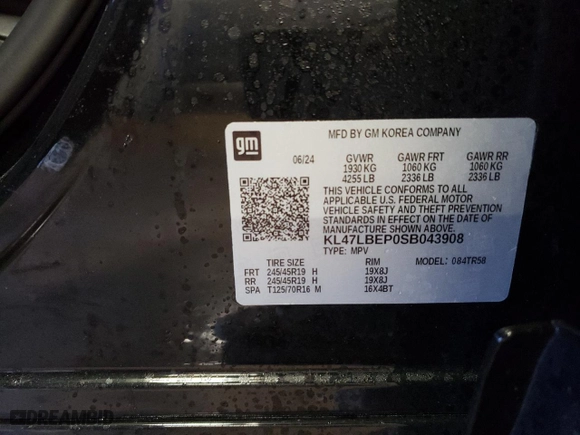 gm
MFD BY GM KOREA COMPANY
06/24 GVWR GAWR FRT GAWR RR
1930 KG 1060 KG 1060 KG
4255 LB 2336 LB 2336 LB
THIS VEHICLE CONFORMS TO ALL
APPLICABLE U.S. FEDERAL MOTOR
VEHICLE SAFETY AND THEFT PREVENTION
STANDARDS IN EFFECT ON THE DATE OF
MANUFACTURE SHOWN ABOVE.
KL47LBEP0SB043908
TYPE: MPV
TIRE SIZE RIM MODEL: 084TR58
FRT 245/45R19 H 19X8J
RR 245/45R19 H 19X8J
SPA T125/70R16 M 16X4BT
DREAMBID